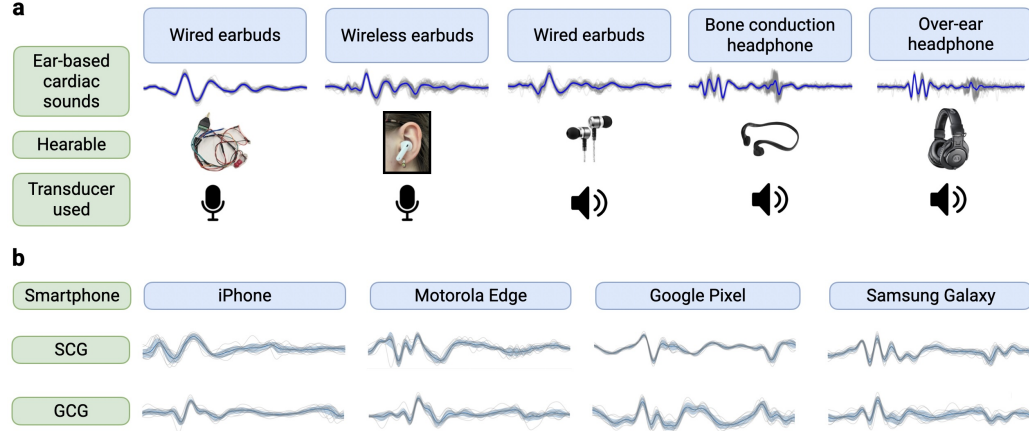 a
Wired earbuds
Wireless earbuds
Wired earbuds
Bone conduction
headphone
Over-ear
headphone
Ear-based
cardiac
sounds
Hearable
Transducer
used
b
Smartphone
iPhone
Motorola Edge
Google Pixel
Samsung Galaxy
SCG
GCG